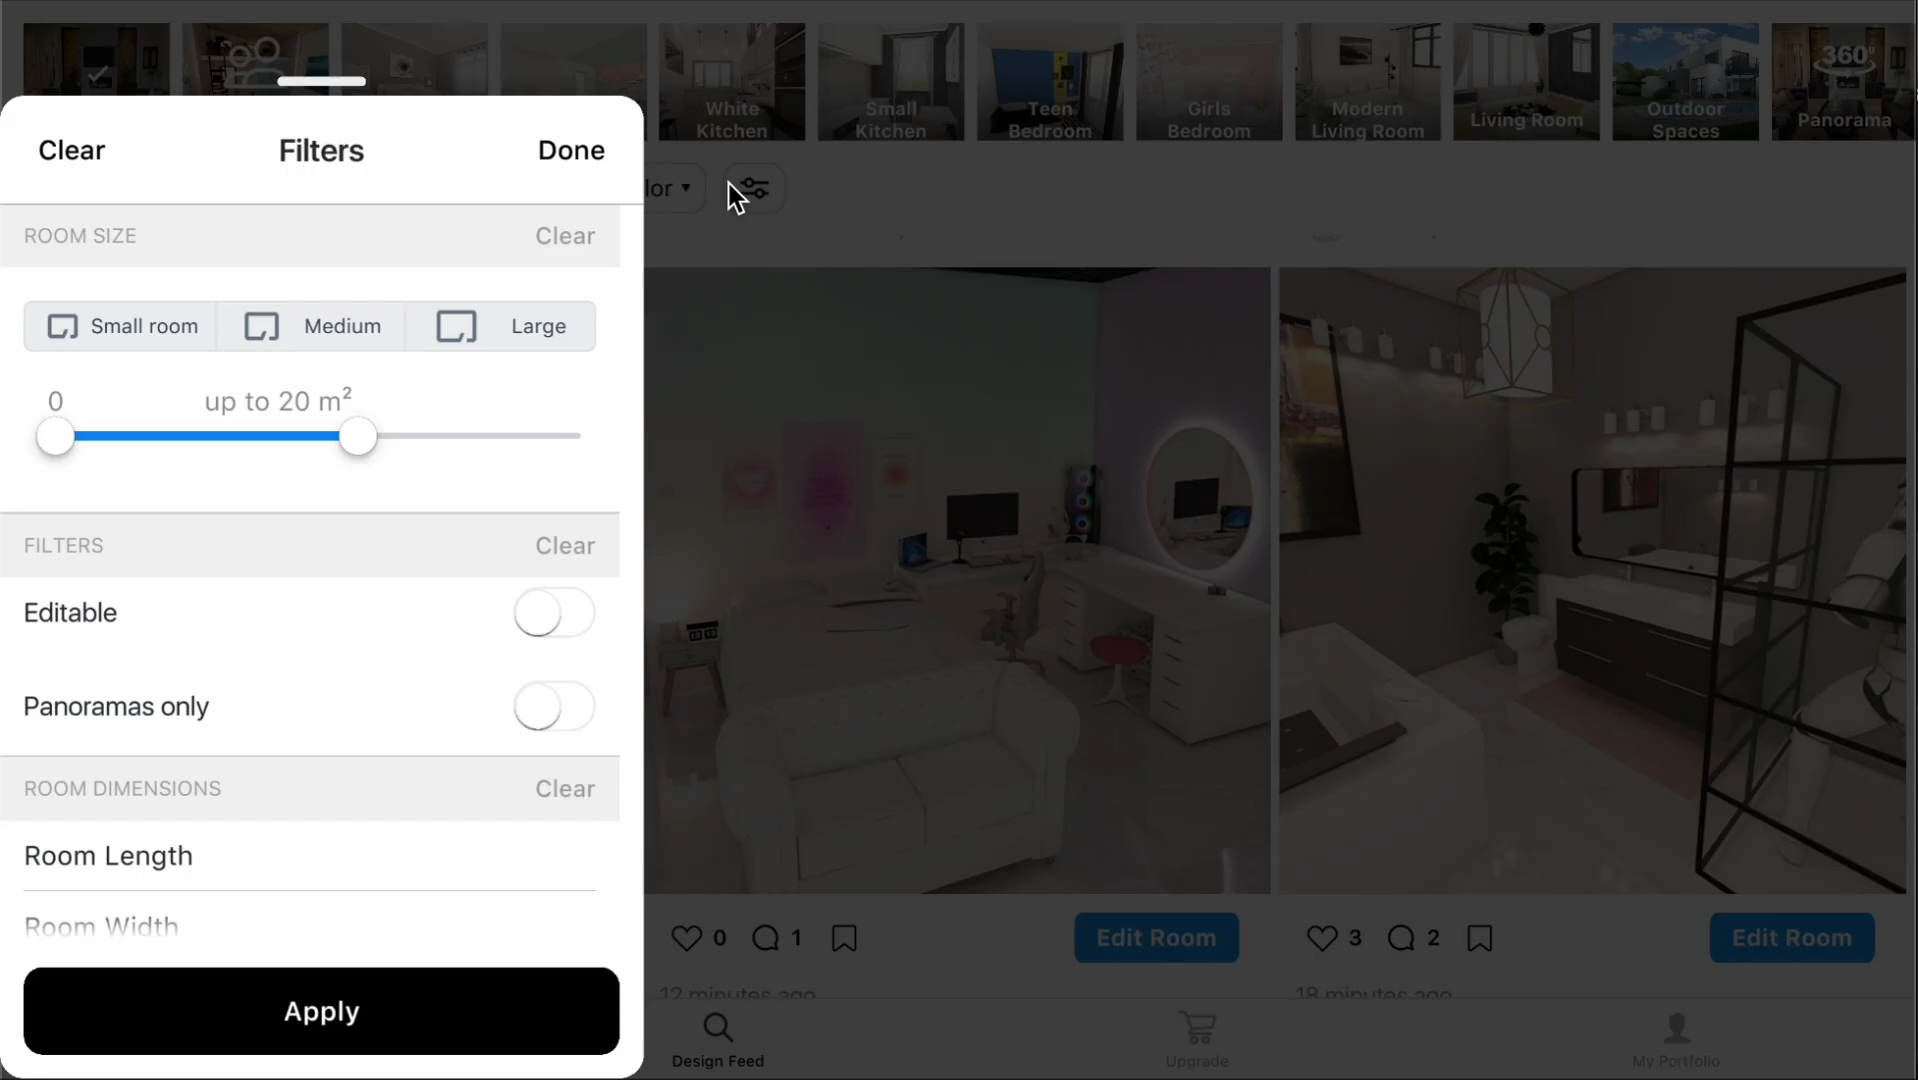 White
Kitchen
Small
Kitchen
Teen
Bedroom
Girls
Bedroom
Modern
Living Room
Living Room
Outdoor
Spaces
360°
Panorama
Clear
Filters
Done
lor ▾
ROOM SIZE
Clear
Small room
Medium
Large
0
up to 20 m²
FILTERS
Clear
Editable
Panoramas only
ROOM DIMENSIONS
Clear
Room Length
Room Width
Apply
0
1
Edit Room
3
2
Edit Room
12 minutes ago
18 minutes ago
Design Feed
Upgrade
My Portfolio